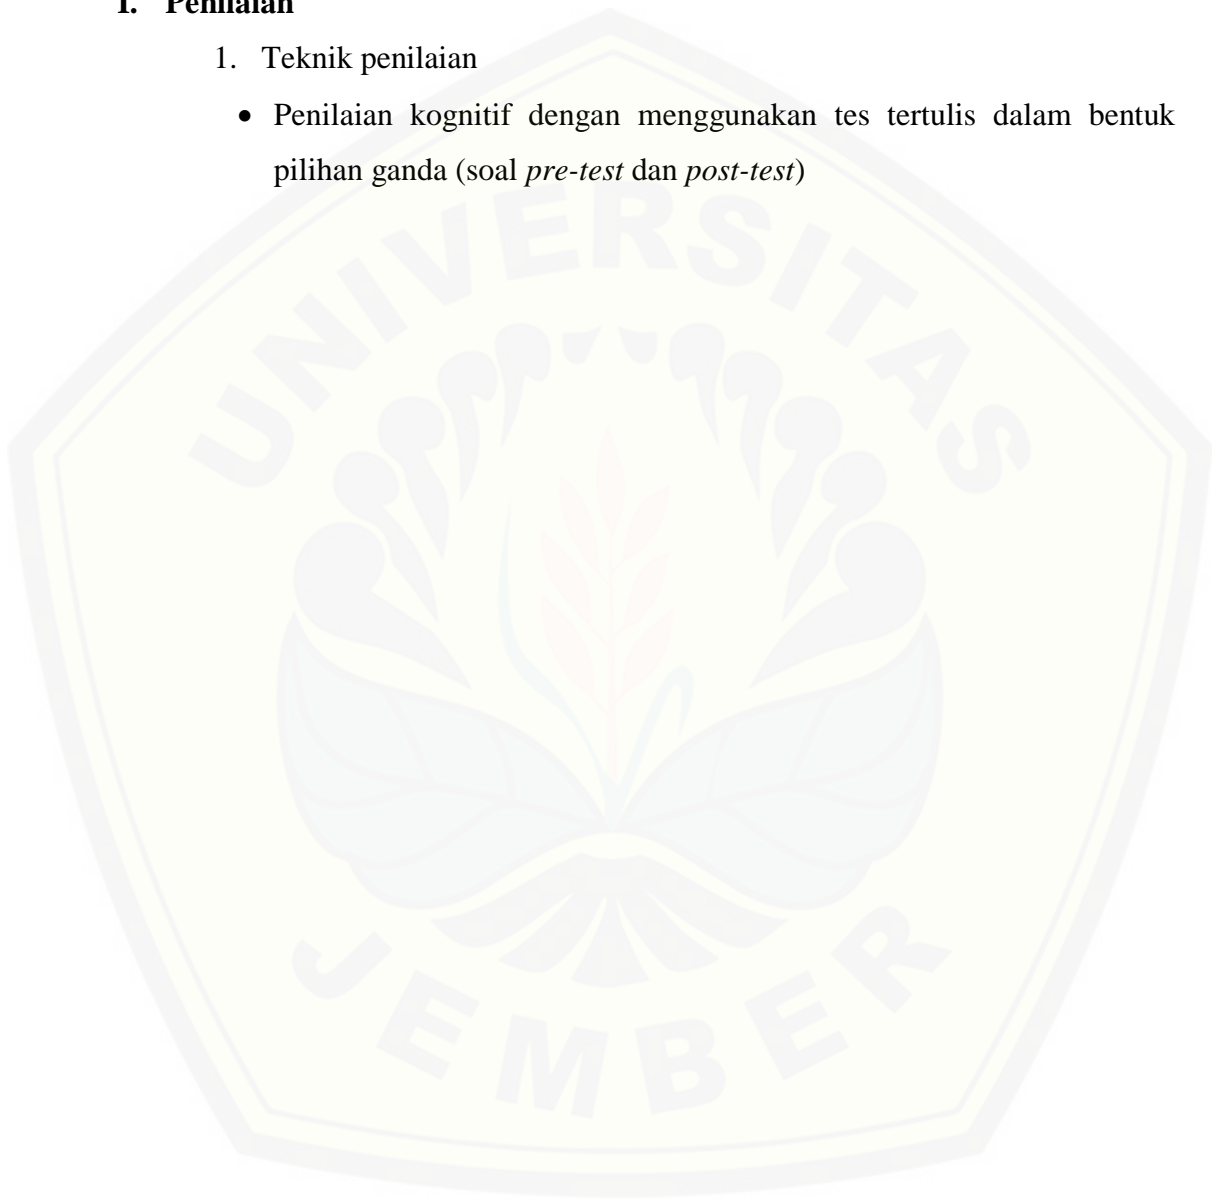 I. Penilaian
1. Teknik penilaian
• Penilaian kognitif dengan menggunakan tes tertulis dalam bentuk
pilihan ganda (soal pre-test dan post-test)
UNIVERSITAS
JEMBER